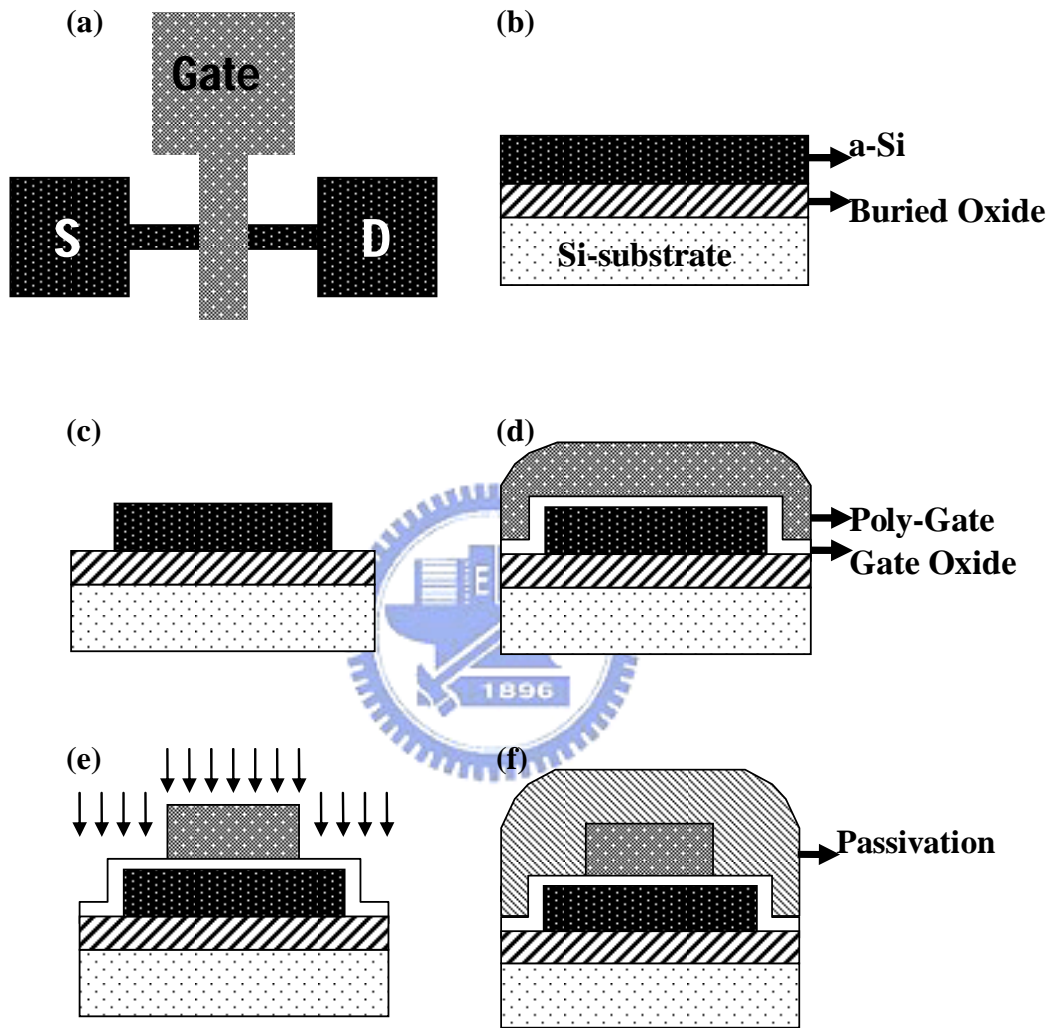 (a)
Gate
S
D
(b)
a-Si
Buried Oxide
Si-substrate
(c)
(d)
Poly-Gate
Gate Oxide
E
1896
(e)
(f)
Passivation